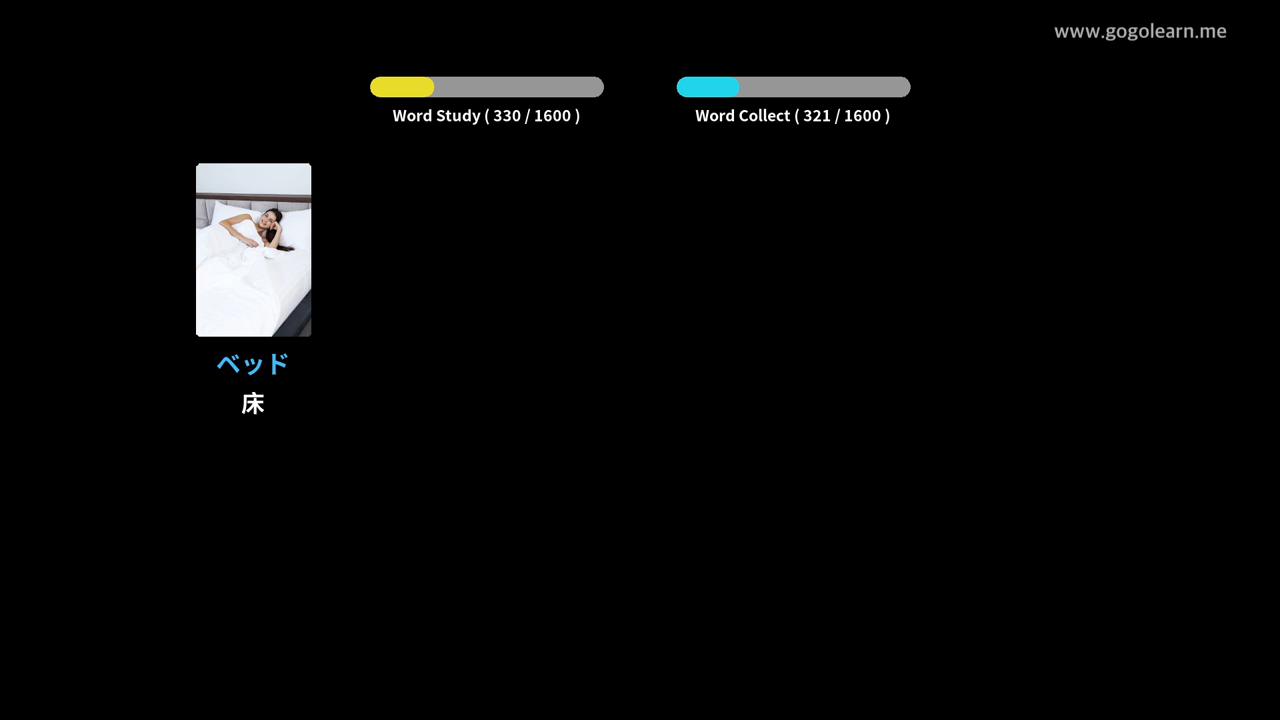 www.gogolearn.me
Word Study ( 330 / 1600 )
Word Collect ( 321 / 1600 )
ベッド
床